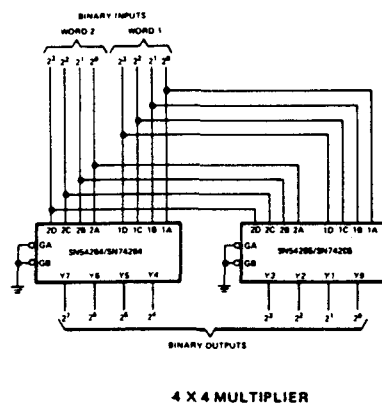 BINARY INPUTS
WORD 2 WORD 1
2³ 2² 2¹ 2⁰ 2³ 2² 2¹ 2⁰
2D 2C 2B 2A 1D 1C 1B 1A 2D 2C 2B 2A 1D 1C 1B 1A
GA SN54284/SN74284 GA SN54285/SN74285
GB GB
Y7 Y6 Y5 Y4 Y3 Y2 Y1 Y0
2⁷ 2⁶ 2⁵ 2⁴ 2³ 2² 2¹ 2⁰
BINARY OUTPUTS
4 X 4 MULTIPLIER